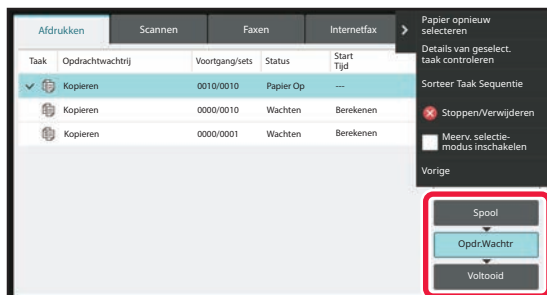 Afdrukken Scannen Faxen Internetfax
Taak Opdrachtwachtrij Voortgang/sets Status Start Tijd
Kopieren 0010/0010 Papier Op ---
Kopieren 0000/0010 Wachten Berekenen
Kopieren 0000/0001 Wachten Berekenen
Papier opnieuw
selecteren
Details van geselect.
taak controleren
Sorteer Taak Sequentie
Stoppen/Verwijderen
Meerv. selectie-
modus inschakelen
Vorige
Spool
Opdr.Wachtr
Voltooid